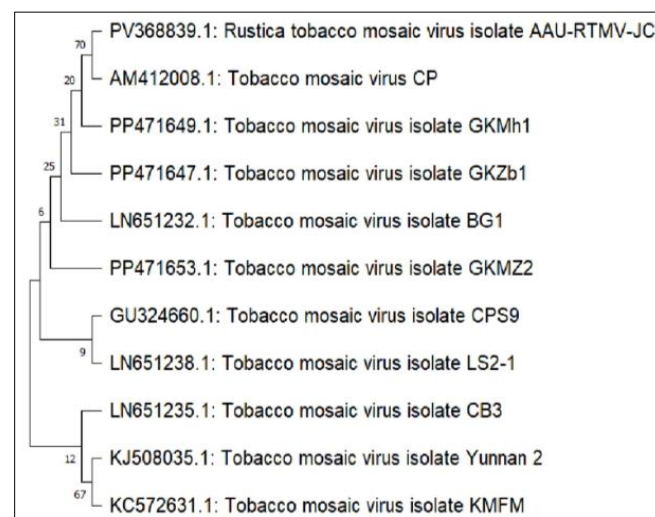 PV368839.1: Rustica tobacco mosaic virus isolate AAU-RTMV-JC
70
AM412008.1: Tobacco mosaic virus CP
20
PP471649.1: Tobacco mosaic virus isolate GKMh1
31
PP471647.1: Tobacco mosaic virus isolate GKZb1
25
LN651232.1: Tobacco mosaic virus isolate BG1
6
PP471653.1: Tobacco mosaic virus isolate GKMZ2
GU324660.1: Tobacco mosaic virus isolate CPS9
9
LN651238.1: Tobacco mosaic virus isolate LS2-1
LN651235.1: Tobacco mosaic virus isolate CB3
12
KJ508035.1: Tobacco mosaic virus isolate Yunnan 2
67
KC572631.1: Tobacco mosaic virus isolate KMFM